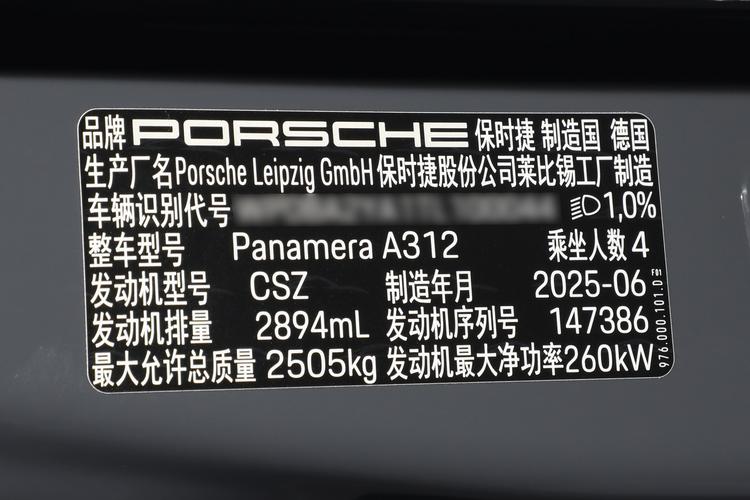 品牌 PORSCHE 保时捷 制造国 德国
生产厂名Porsche Leipzig GmbH 保时捷股份公司莱比锡工厂制造
车辆识别代号 1,0%
整车型号 Panamera A312 乘坐人数 4
发动机型号 CSZ 制造年月 2025-06
发动机排量 2894mL 发动机序列号 147386
最大允许总质量 2505kg 发动机最大净功率260kW
976.000.101.D F01